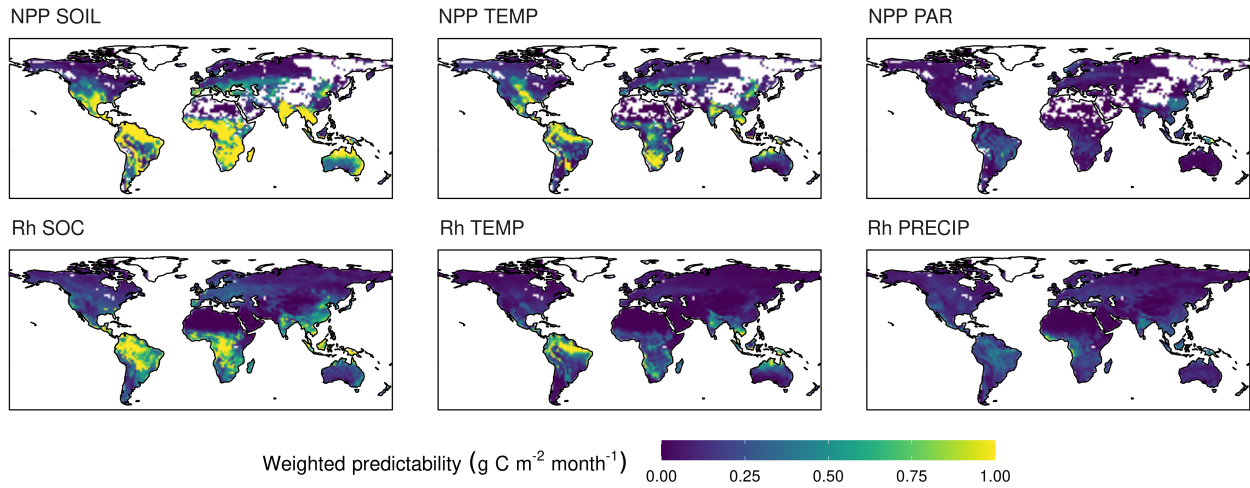 NPP SOIL
NPP TEMP
NPP PAR
Rh SOC
Rh TEMP
Rh PRECIP
Weighted predictability (g C m⁻² month⁻¹)
0.00 0.25 0.50 0.75 1.00